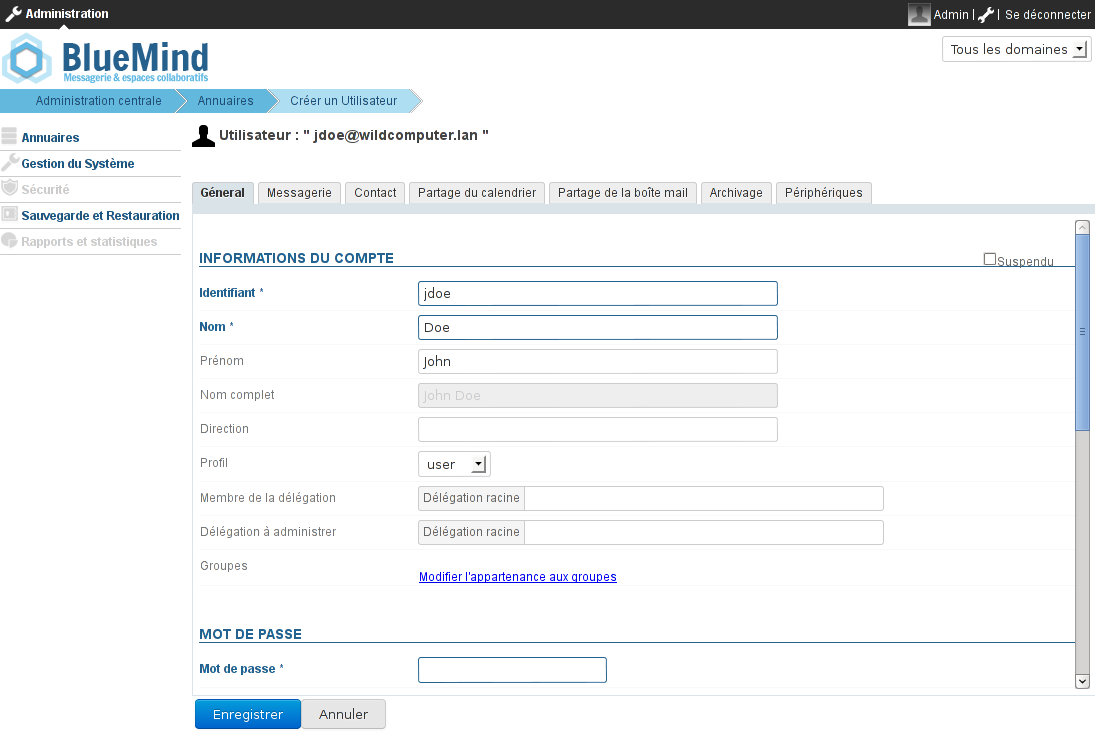 Administration
Admin | | Se déconnecter
BlueMind
Messagerie & espaces collaboratifs
Tous les domaines
Administration centrale Annuaires Créer un Utilisateur
Annuaires
Gestion du Système
Sécurité
Sauvegarde et Restauration
Rapports et statistiques
Utilisateur : " jdoe@wildcomputer.lan "
Géneral Messagerie Contact Partage du calendrier Partage de la boîte mail Archivage Périphériques
INFORMATIONS DU COMPTE
Suspendu
Identifiant * jdoe
Nom * Doe
Prénom John
Nom complet John Doe
Direction
Profil user
Membre de la délégation Délégation racine
Délégation à administrer Délégation racine
Groupes
Modifier l'appartenance aux groupes
MOT DE PASSE
Mot de passe *
Enregistrer Annuler